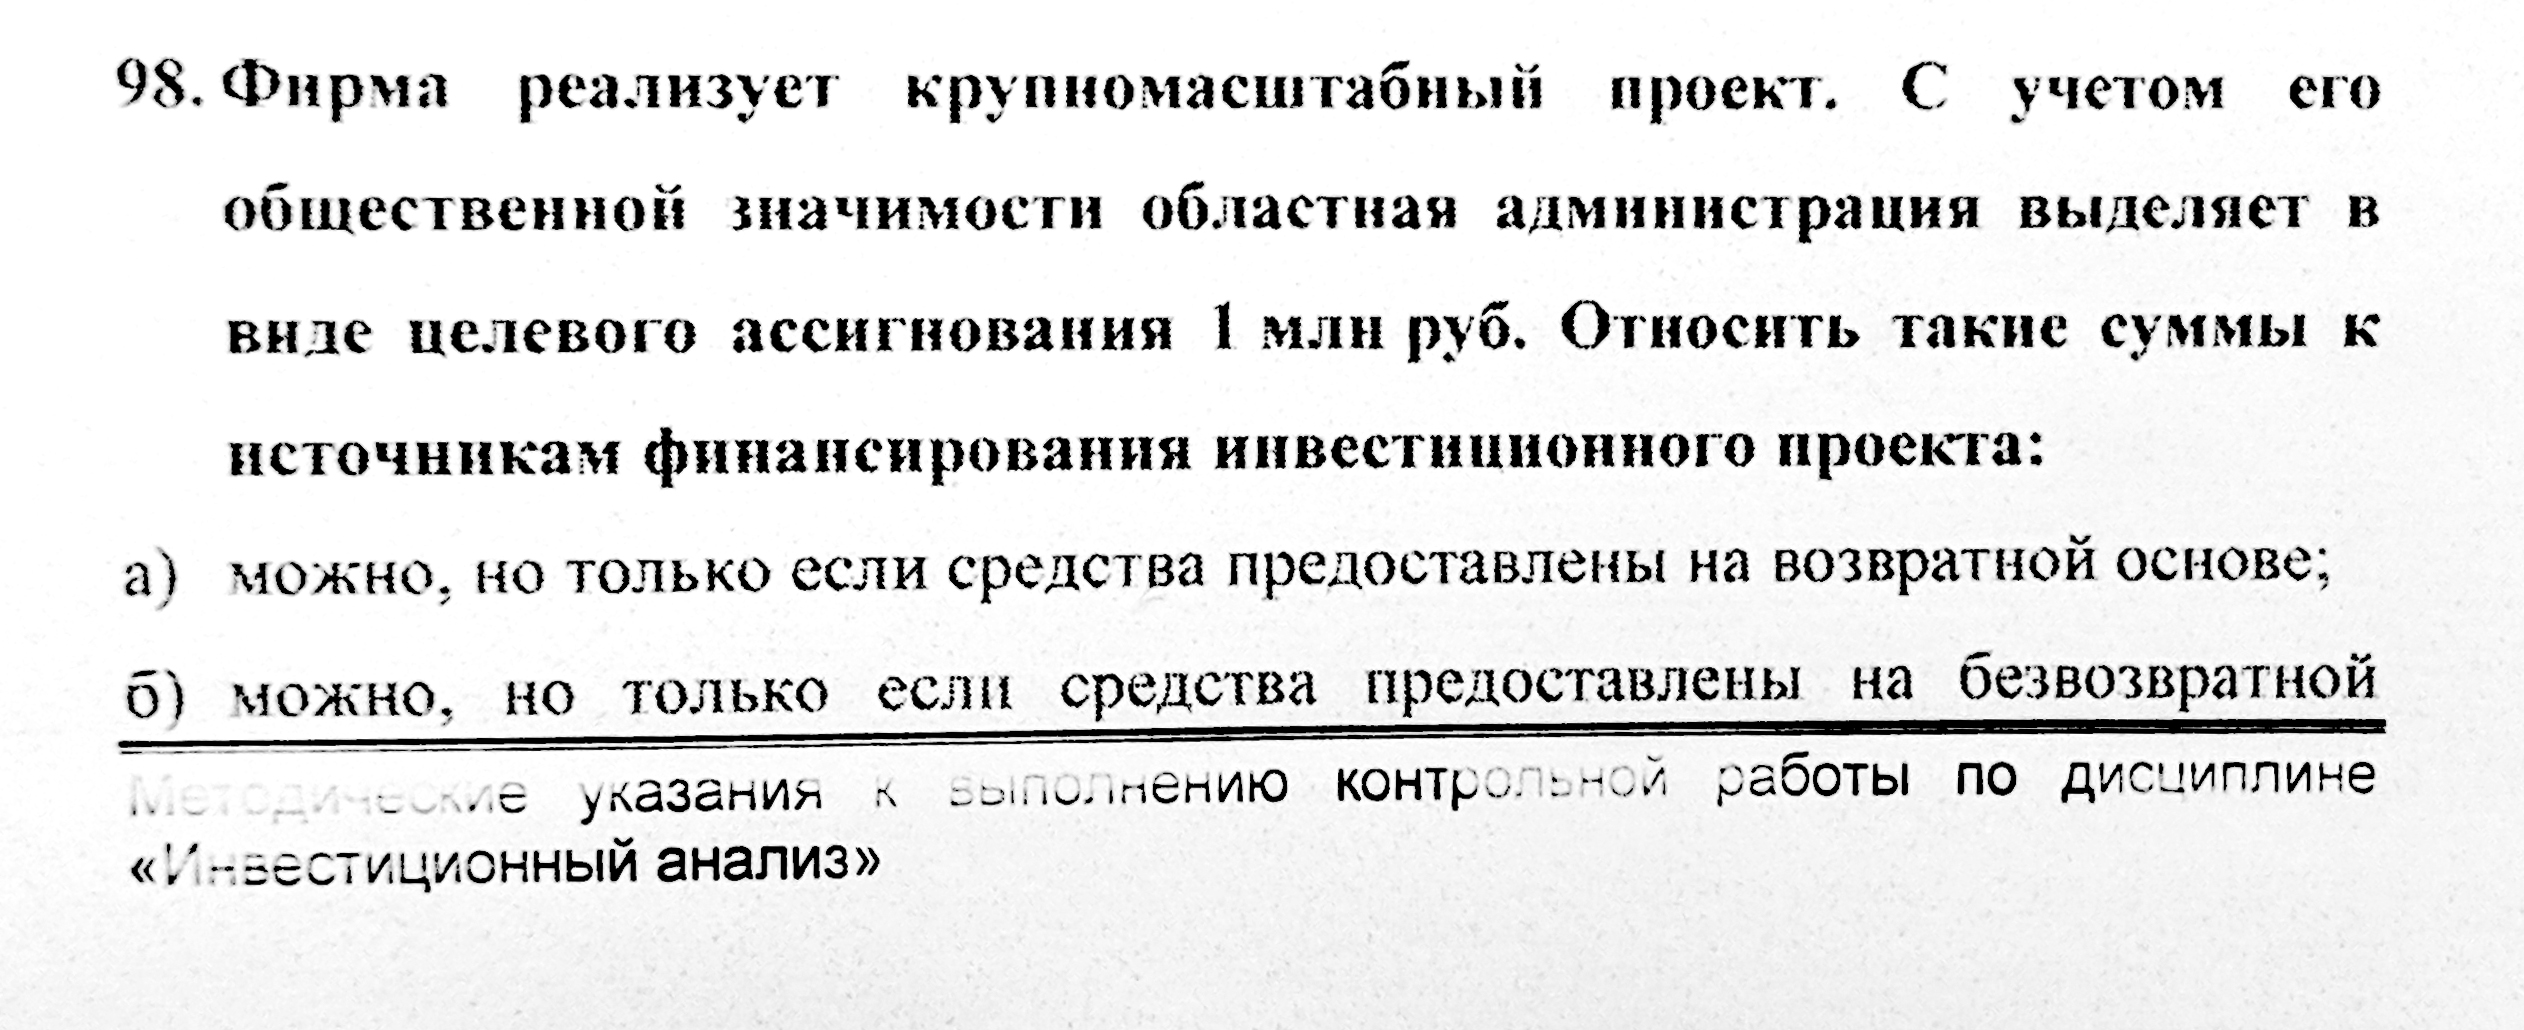 98. Фирма реализует крупномасштабный проект. С учетом его
общественной значимости областная администрация выделяет в
виде целевого ассигнования 1 млн руб. Относить такие суммы к
источникам финансирования инвестиционного проекта:
а) можно, но только если средства предоставлены на возвратной основе;
б) можно, но только если средства предоставлены на безвозвратной
Методические указания к выполнению контрольной работы по дисциплине
«Инвестиционный анализ»